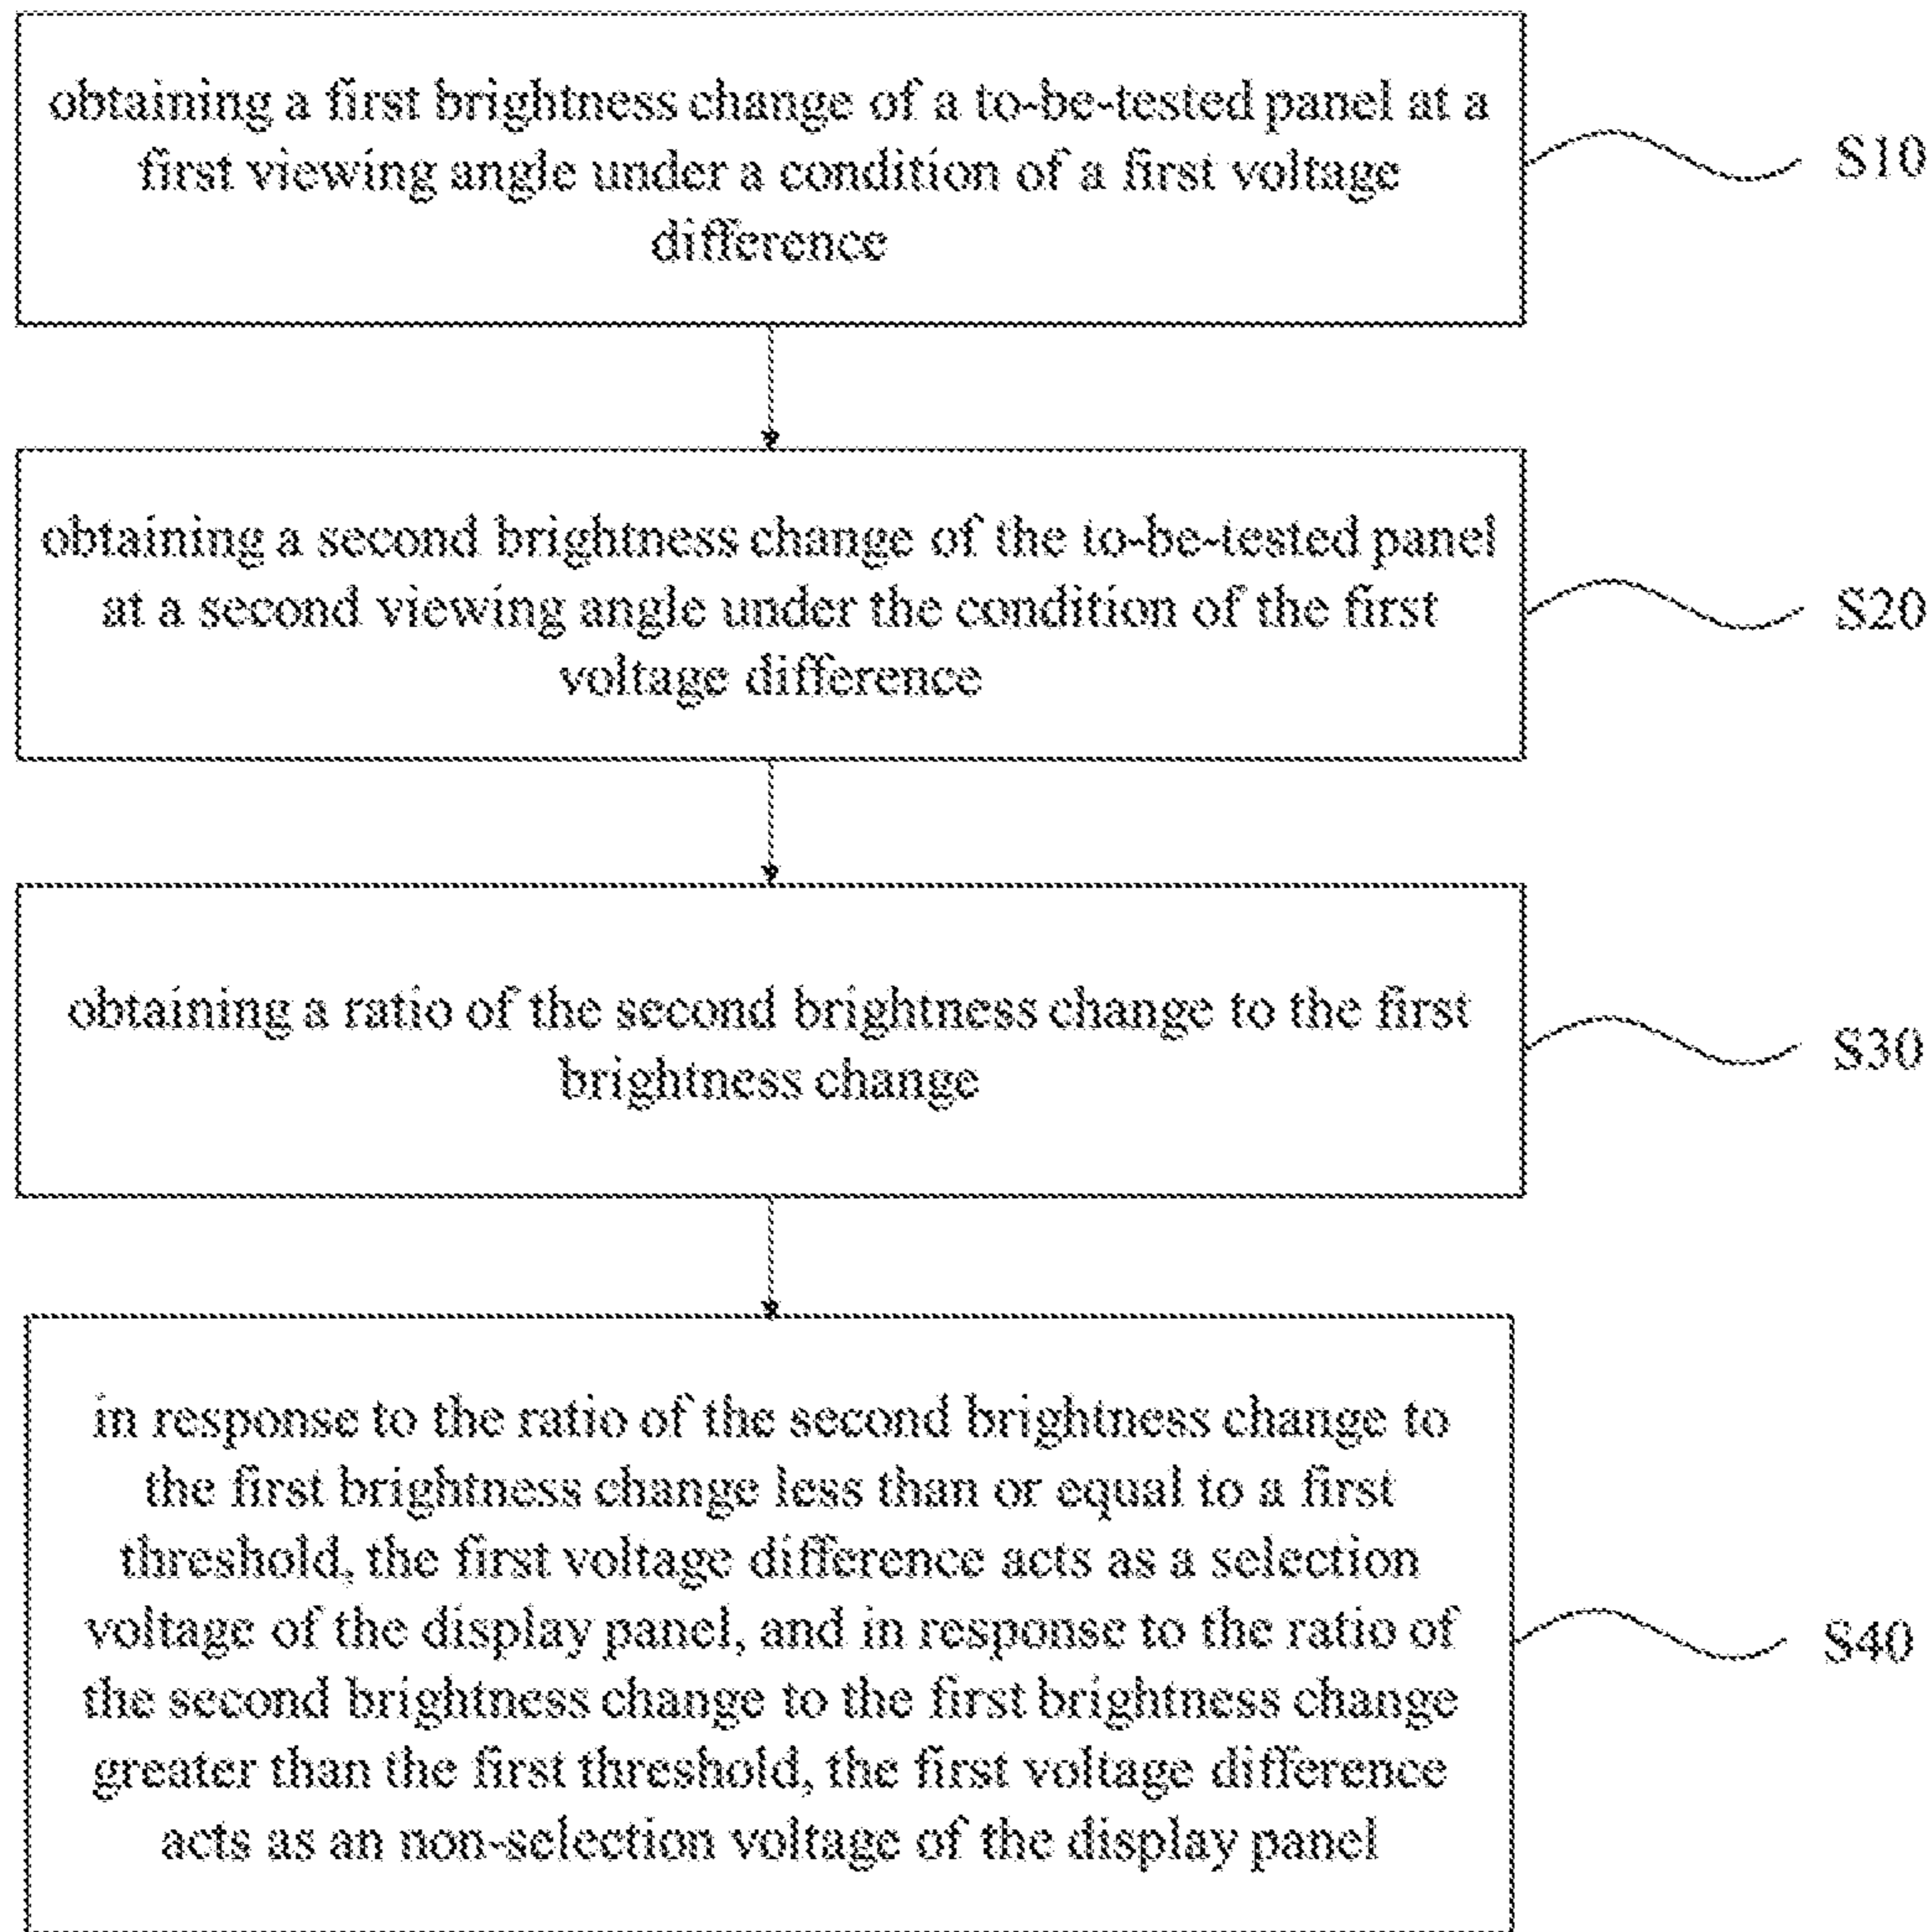 obtaining a first brightness change of a to-be-tested panel at a
first viewing angle under a condition of a first voltage
difference
S10
obtaining a second brightness change of the to-be-tested panel
at a second viewing angle under the condition of the first
voltage difference
S20
obtaining a ratio of the second brightness change to the first
brightness change
S30
in response to the ratio of the second brightness change to
the first brightness change less than or equal to a first
threshold, the first voltage difference acts as a selection
voltage of the display panel, and in response to the ratio of
the second brightness change to the first brightness change
greater than the first threshold, the first voltage difference
acts as an non-selection voltage of the display panel
S40